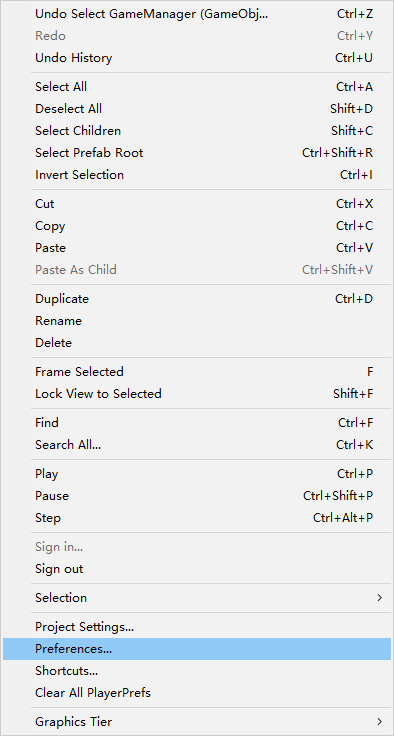 Undo Select GameManager (GameObj... Ctrl+Z
Redo Ctrl+Y
Undo History Ctrl+U
Select All Ctrl+A
Deselect All Shift+D
Select Children Shift+C
Select Prefab Root Ctrl+Shift+R
Invert Selection Ctrl+I
Cut Ctrl+X
Copy Ctrl+C
Paste Ctrl+V
Paste As Child Ctrl+Shift+V
Duplicate Ctrl+D
Rename
Delete
Frame Selected F
Lock View to Selected Shift+F
Find Ctrl+F
Search All... Ctrl+K
Play Ctrl+P
Pause Ctrl+Shift+P
Step Ctrl+Alt+P
Sign in...
Sign out
Selection
Project Settings...
Preferences...
Shortcuts...
Clear All PlayerPrefs
Graphics Tier